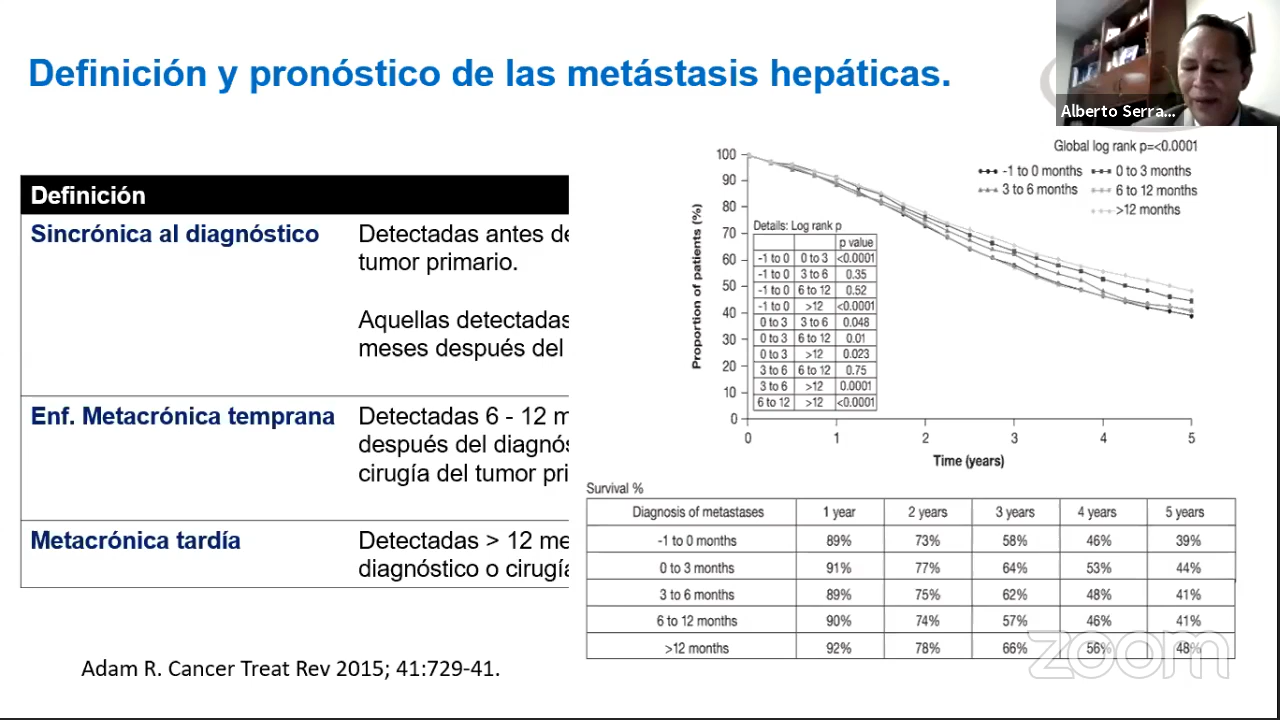 Definición y pronóstico de las metástasis hepáticas.
Alberto Serra...
Definición
Sincrónica al diagnóstico
Detectadas antes de
tumor primario.
Aquellas detectadas
meses después del
Enf. Metacrónica temprana
Detectadas 6 - 12 m
después del diagnós
cirugía del tumor pri
Metacrónica tardía
Detectadas > 12 me
diagnóstico o cirugía
Adam R. Cancer Treat Rev 2015; 41:729-41.
Global log rank p=<0.0001
-1 to 0 months 0 to 3 months
3 to 6 months 6 to 12 months
>12 months
Proportion of patients (%)
100
90
80
70
60
50
40
30
20
10
0
Details: Log rank p
p value
-1 to 0 0 to 3 <0.0001
-1 to 0 3 to 6 0.35
-1 to 0 6 to 12 0.52
-1 to 0 >12 <0.0001
0 to 3 3 to 6 0.048
0 to 3 6 to 12 0.01
0 to 3 >12 0.023
3 to 6 6 to 12 0.75
3 to 6 >12 0.0001
6 to 12 >12 <0.0001
0 1 2 3 4 5
Time (years)
Survival %
Diagnosis of metastases 1 year 2 years 3 years 4 years 5 years
-1 to 0 months 89% 73% 58% 46% 39%
0 to 3 months 91% 77% 64% 53% 44%
3 to 6 months 89% 75% 62% 48% 41%
6 to 12 months 90% 74% 57% 46% 41%
>12 months 92% 78% 66% 56% 48%
zoom